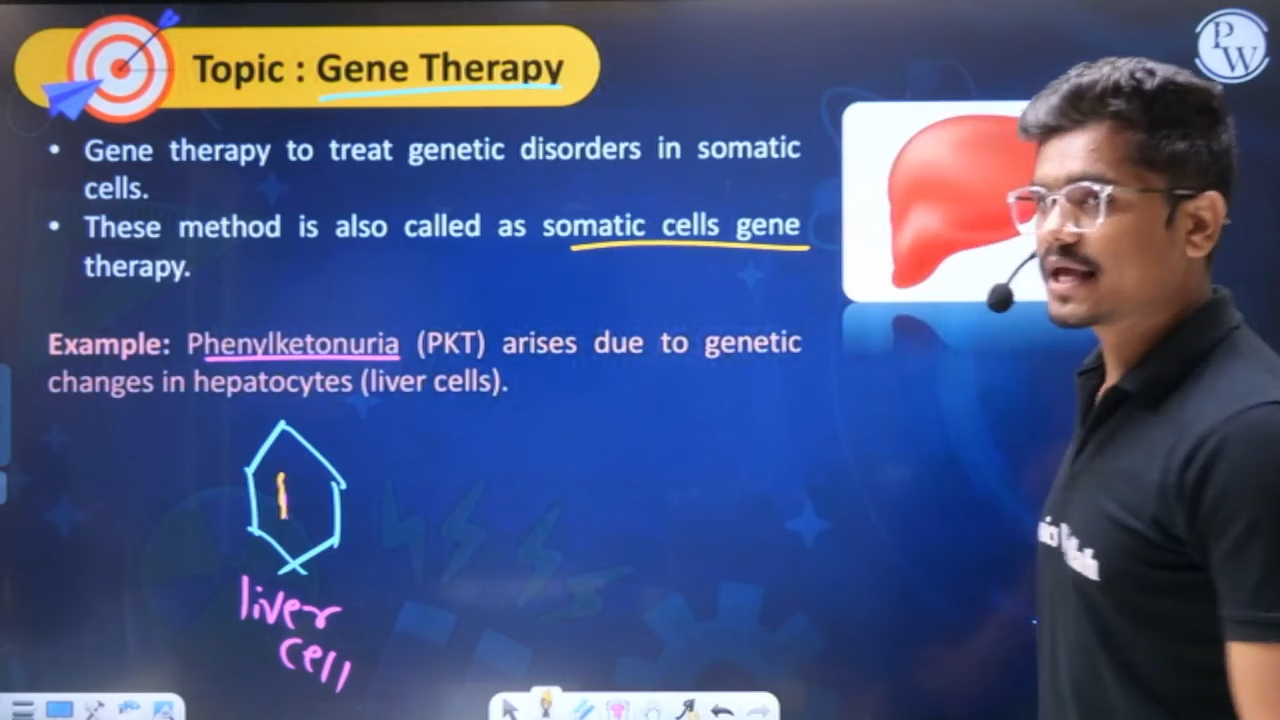 PW
Topic : Gene Therapy
• Gene therapy to treat genetic disorders in somatic
cells.
• These method is also called as somatic cells gene
therapy.
Example: Phenylketonuria (PKT) arises due to genetic
changes in hepatocytes (liver cells).
liver
cell